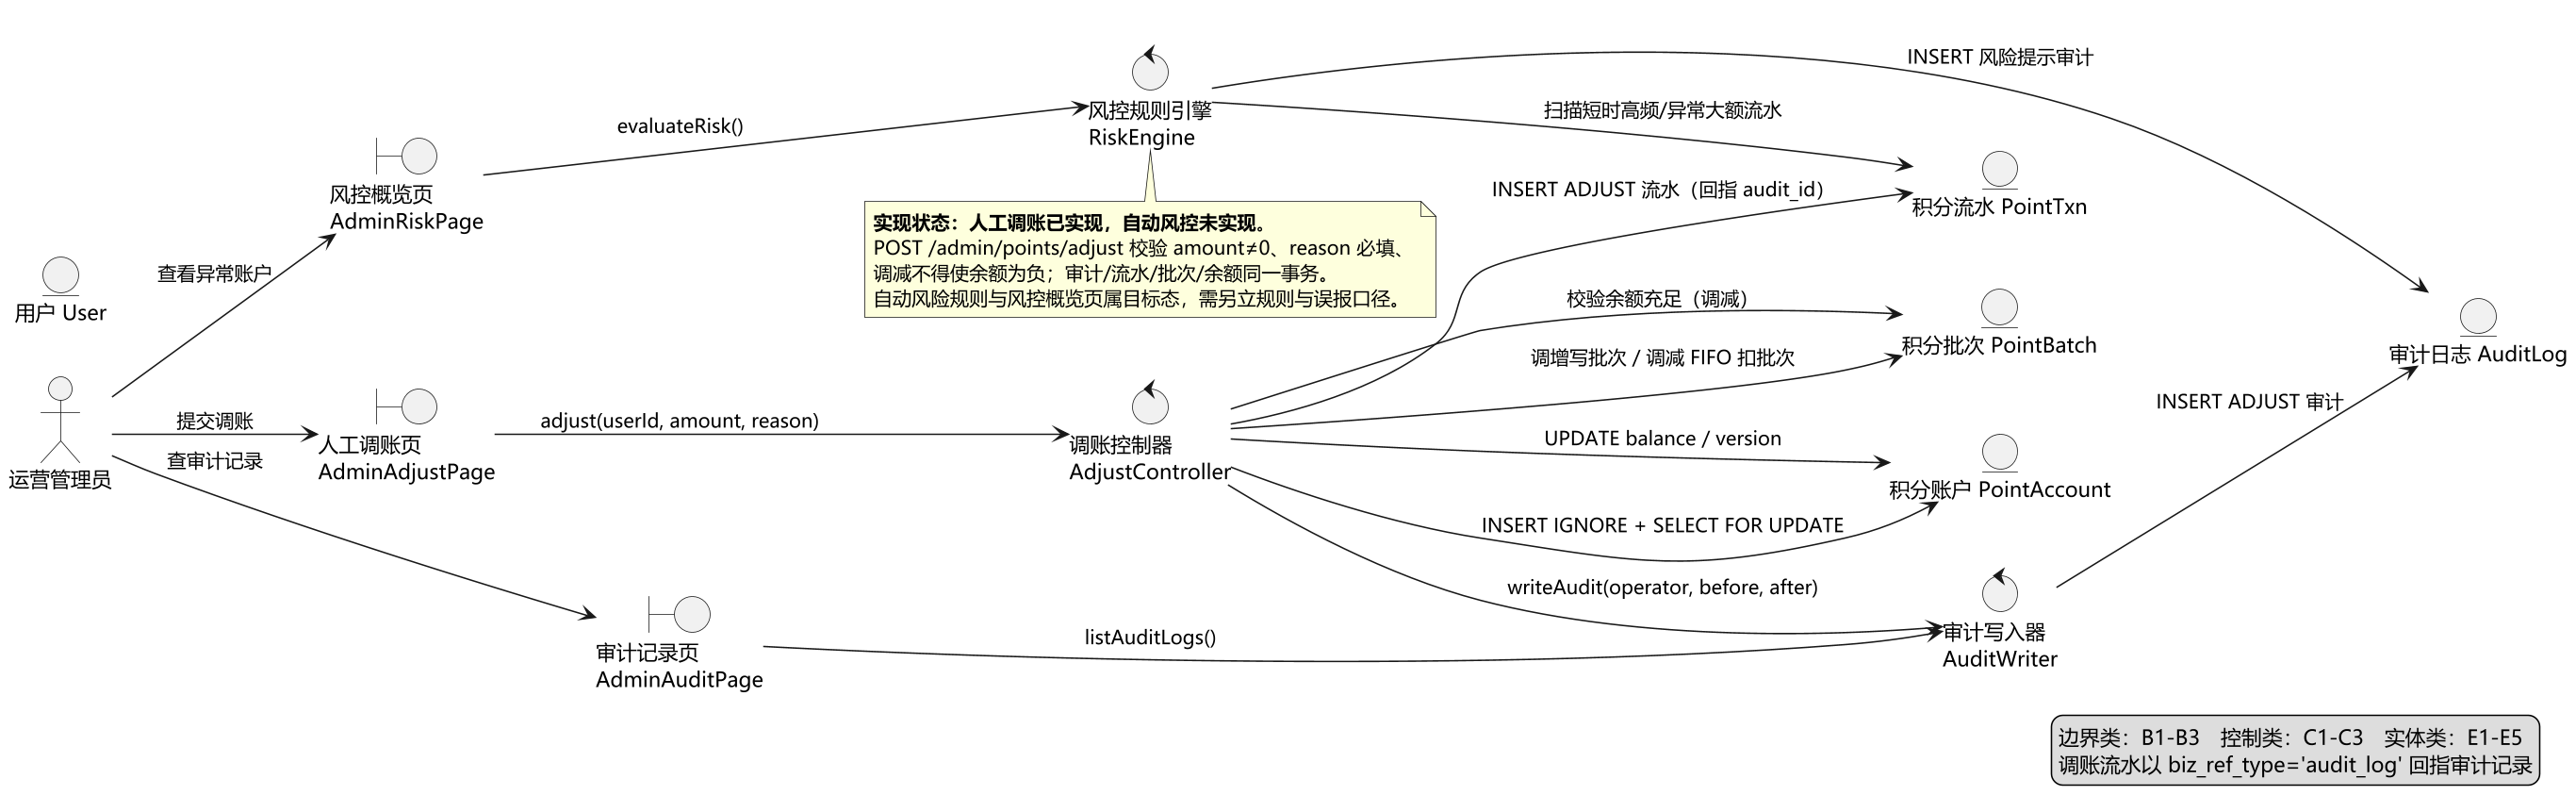 INSERT 风险提示审计
扫描短时高频/异常大额流水
风控规则引擎
RiskEngine
evaluateRisk()
风控概览页
AdminRiskPage
INSERT ADJUST 流水（回指 audit_id）
积分流水 PointTxn
实现状态：人工调账已实现，自动风控未实现。
POST /admin/points/adjust 校验 amount≠0、reason 必填、
调减不得使余额为负；审计/流水/批次/余额同一事务。
自动风险规则与风控概览页属目标态，需另立规则与误报口径。
查看异常账户
用户 User
校验余额充足（调减）
积分批次 PointBatch
审计日志 AuditLog
调增写批次 / 调减 FIFO 扣批次
INSERT ADJUST 审计
提交调账
adjust(userId, amount, reason)
人工调账页
AdminAdjustPage
调账控制器
AdjustController
UPDATE balance / version
查审计记录
运营管理员
积分账户 PointAccount
INSERT IGNORE + SELECT FOR UPDATE
writeAudit(operator, before, after)
listAuditLogs()
审计记录页
AdminAuditPage
审计写入器
AuditWriter
边界类：B1-B3　控制类：C1-C3　实体类：E1-E5
调账流水以 biz_ref_type='audit_log' 回指审计记录